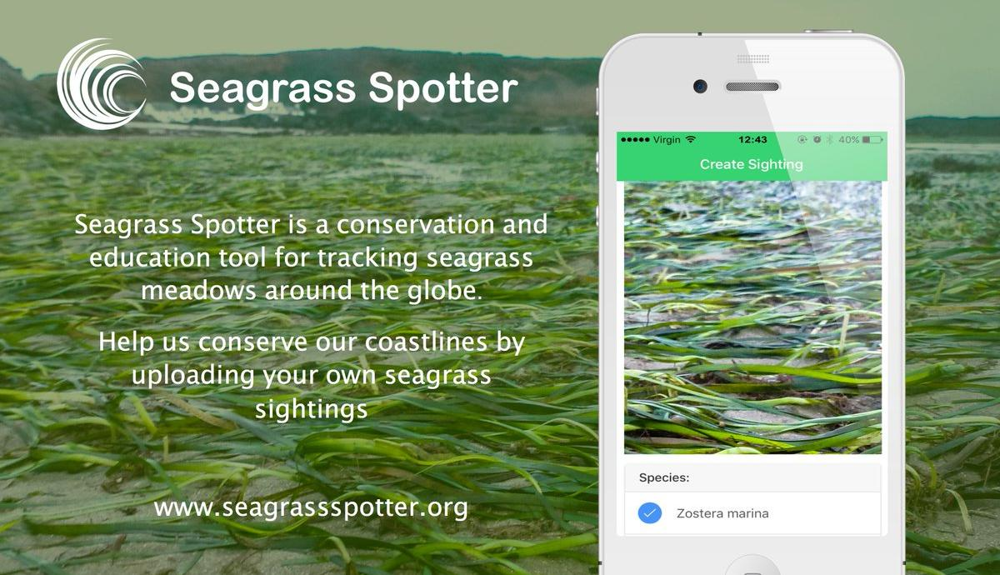 Seagrass Spotter
Seagrass Spotter is a conservation and
education tool for tracking seagrass
meadows around the globe.
Help us conserve our coastlines by
uploading your own seagrass
sightings
www.seagrassspotter.org
Virgin 12:43 40%
Create Sighting
Species:
Zostera marina